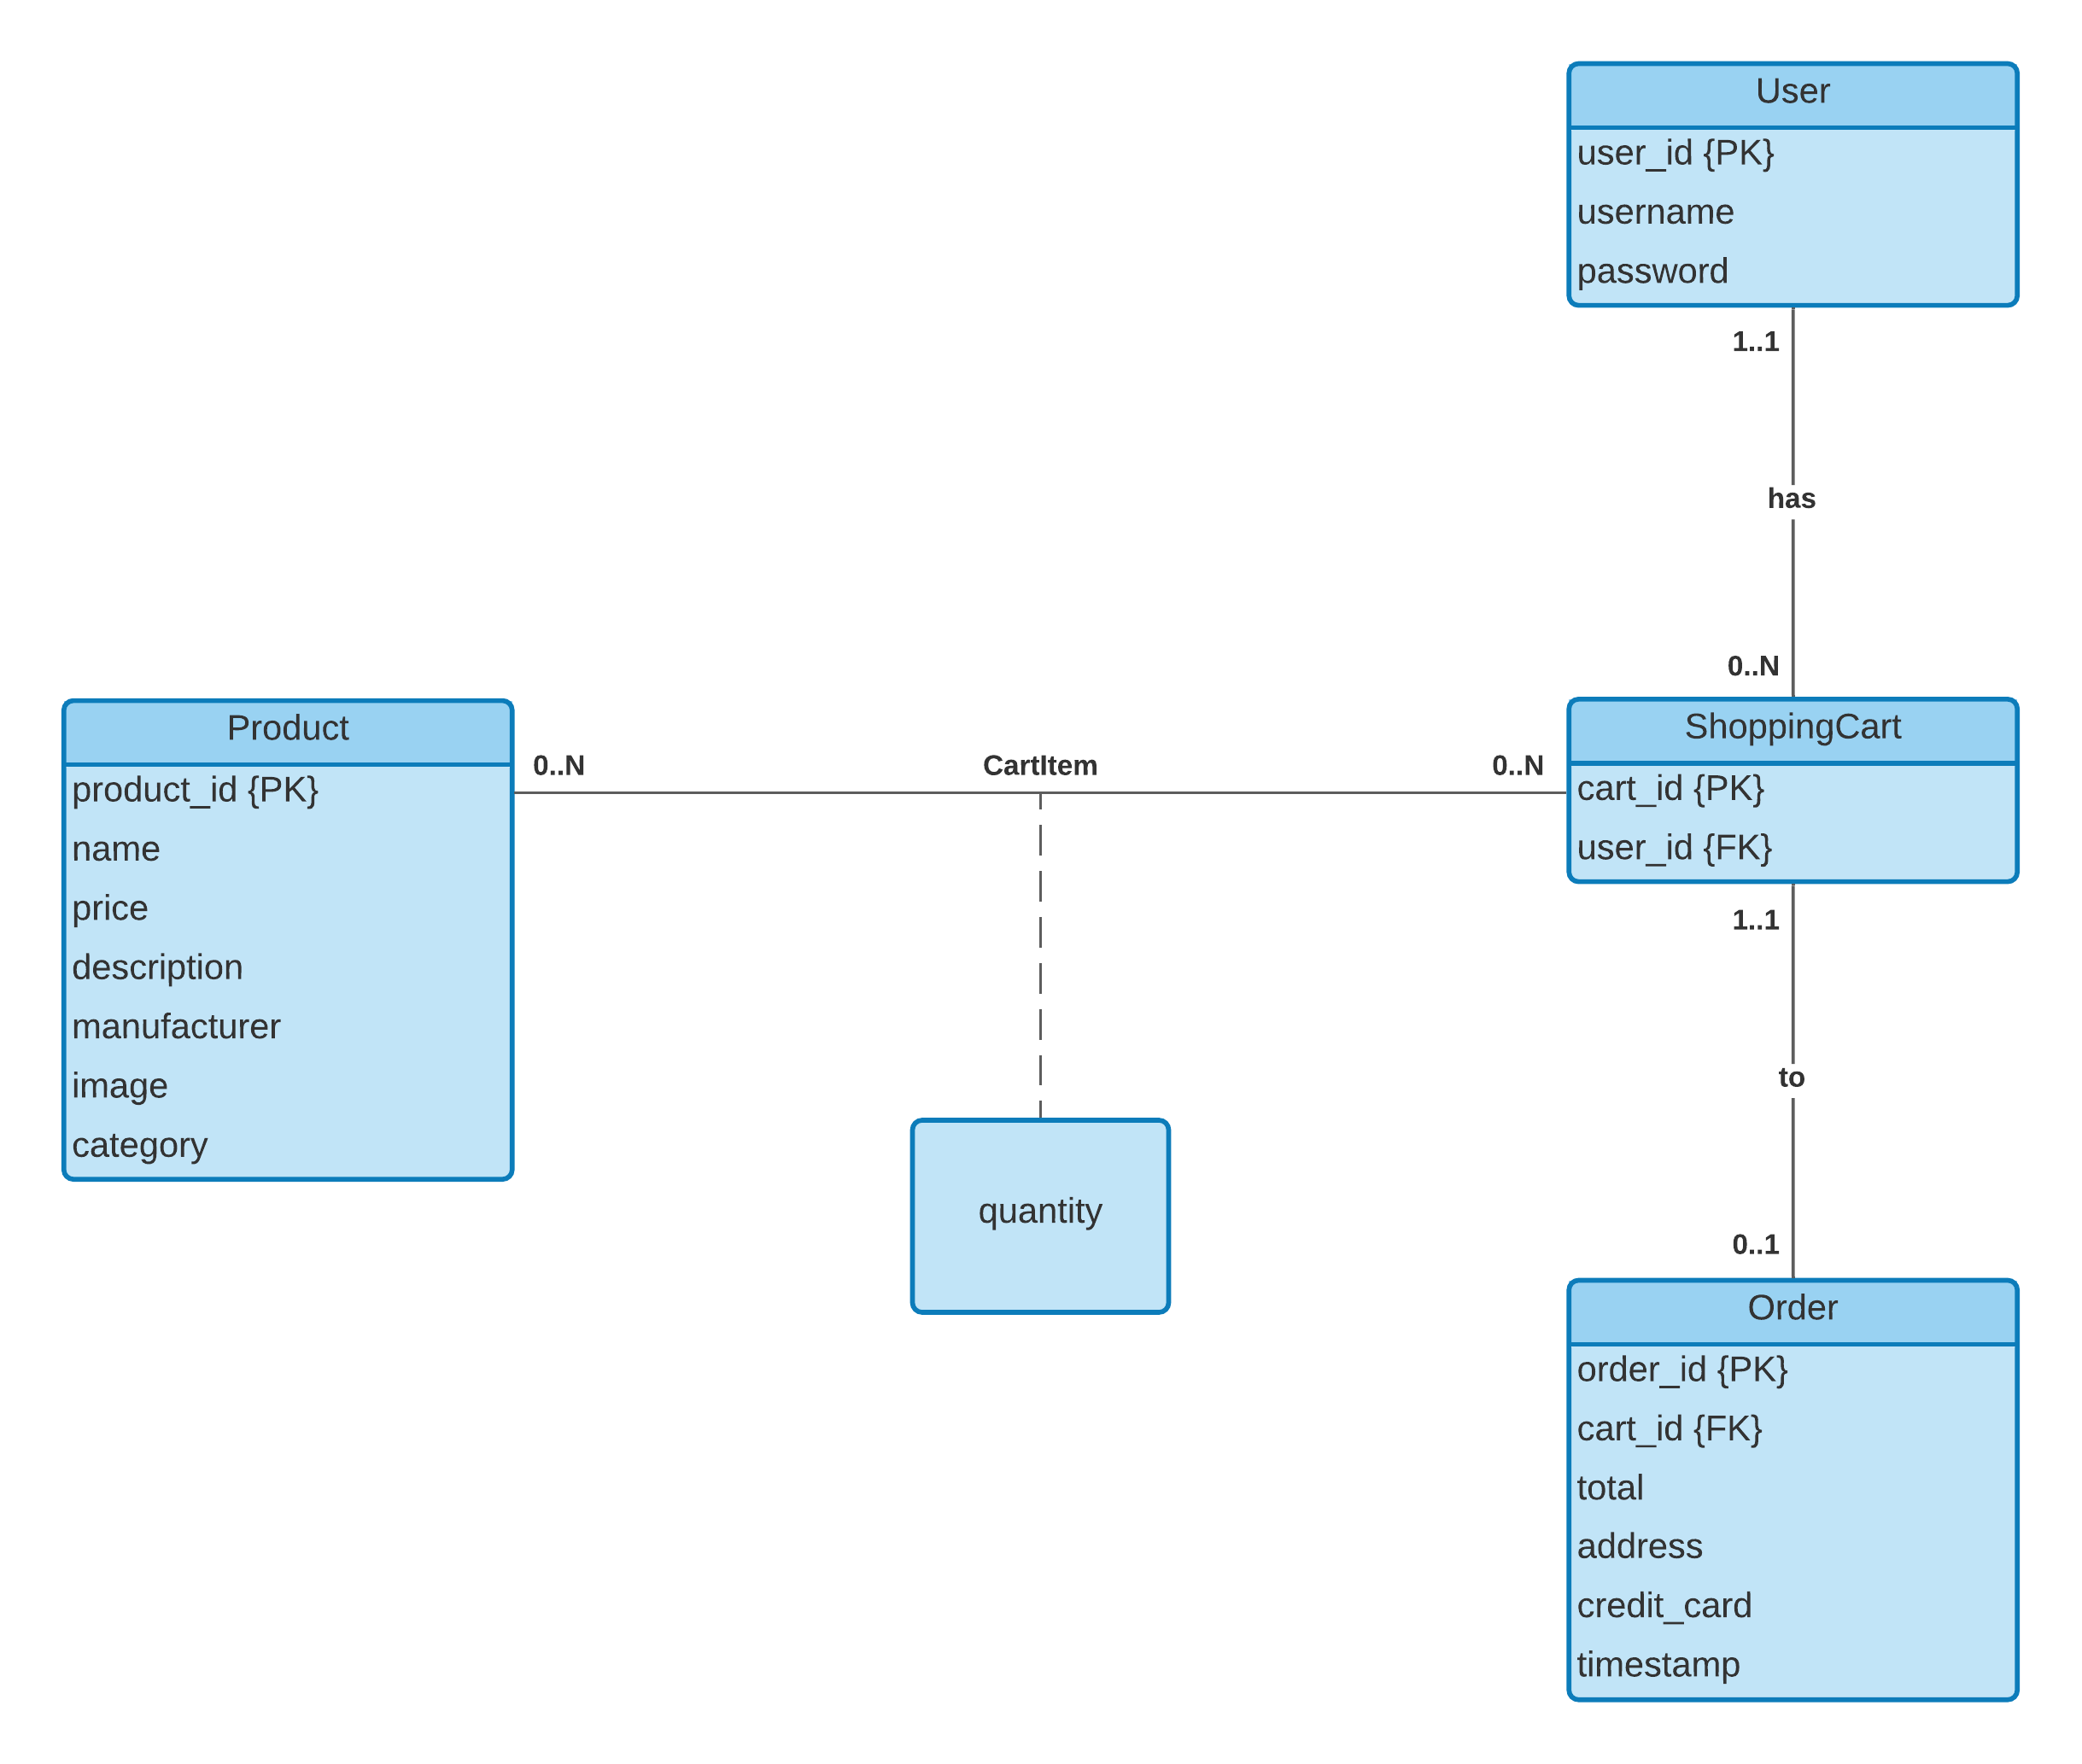 User
user_id {PK}
username
password
1..1
has
0..N
Product
product_id {PK}
name
price
description
manufacturer
image
category
0..N
CartItem
0..N
quantity
ShoppingCart
cart_id {PK}
user_id {FK}
1..1
to
0..1
Order
order_id {PK}
cart_id {FK}
total
address
credit_card
timestamp